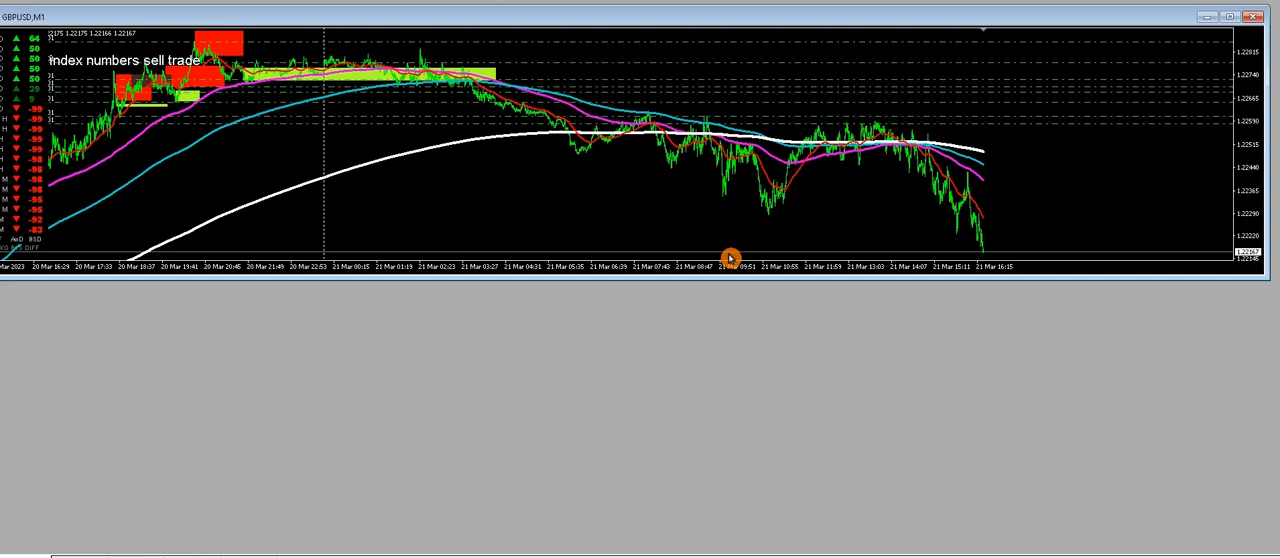 GBPUSD,M1
1.22175 1.22166 1.22167
Index numbers sell trade
64
50
50
50
50
39
9
-99
H -99
H -99
H -99
H -98
H -98
M -98
M -98
M -95
M -95
M -92
M -83
AxD BSD
DIFF
1.22815
1.22740
1.22665
1.22590
1.22515
1.22440
1.22365
1.22290
1.22220
1.22167
1.22145
Mar 2023 20 Mar 16:29 20 Mar 17:33 20 Mar 18:37 20 Mar 19:41 20 Mar 20:45 20 Mar 21:49 20 Mar 22:53 21 Mar 00:15 21 Mar 01:19 21 Mar 02:23 21 Mar 03:27 21 Mar 04:31 21 Mar 05:35 21 Mar 06:39 21 Mar 07:43 21 Mar 08:47 21 Mar 09:51 21 Mar 10:55 21 Mar 11:59 21 Mar 13:03 21 Mar 14:07 21 Mar 15:11 21 Mar 16:15